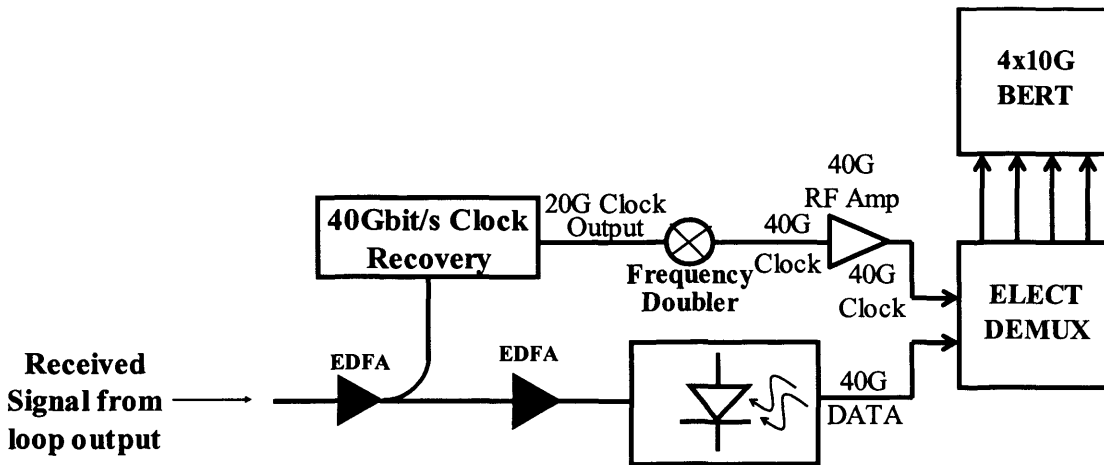 4x10G
BERT
40G
RF Amp
40Gbit/s Clock
Recovery
20G Clock
Output
Frequency
Doubler
40G
Clock
40G
Clock
ELECT
DEMUX
Received
Signal from
loop output
EDFA
EDFA
40G
DATA